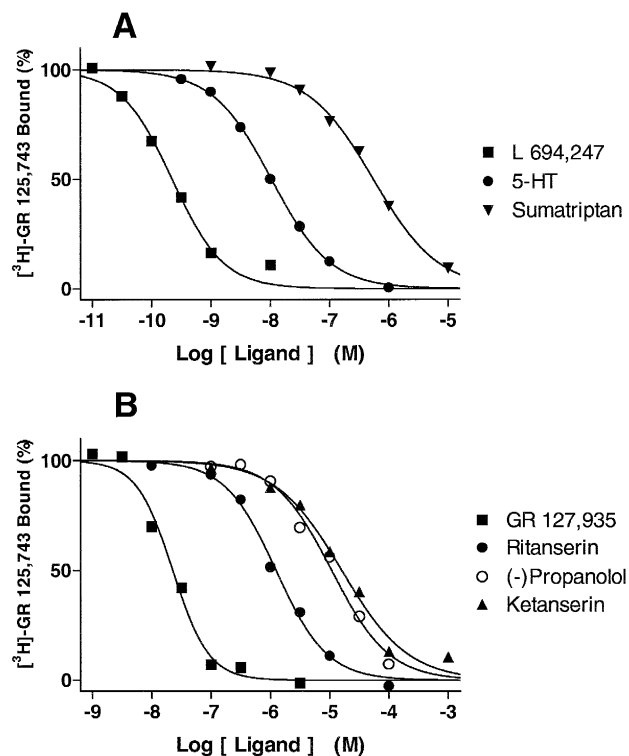 A
[³H]-GR 125,743 Bound (%)
100
50
0
-11 -10 -9 -8 -7 -6 -5
Log [ Ligand ] (M)
L 694,247
5-HT
Sumatriptan
B
[³H]-GR 125,743 Bound (%)
100
50
0
-9 -8 -7 -6 -5 -4 -3
Log [ Ligand ] (M)
GR 127,935
Ritanserin
(-)Propanolol
Ketanserin